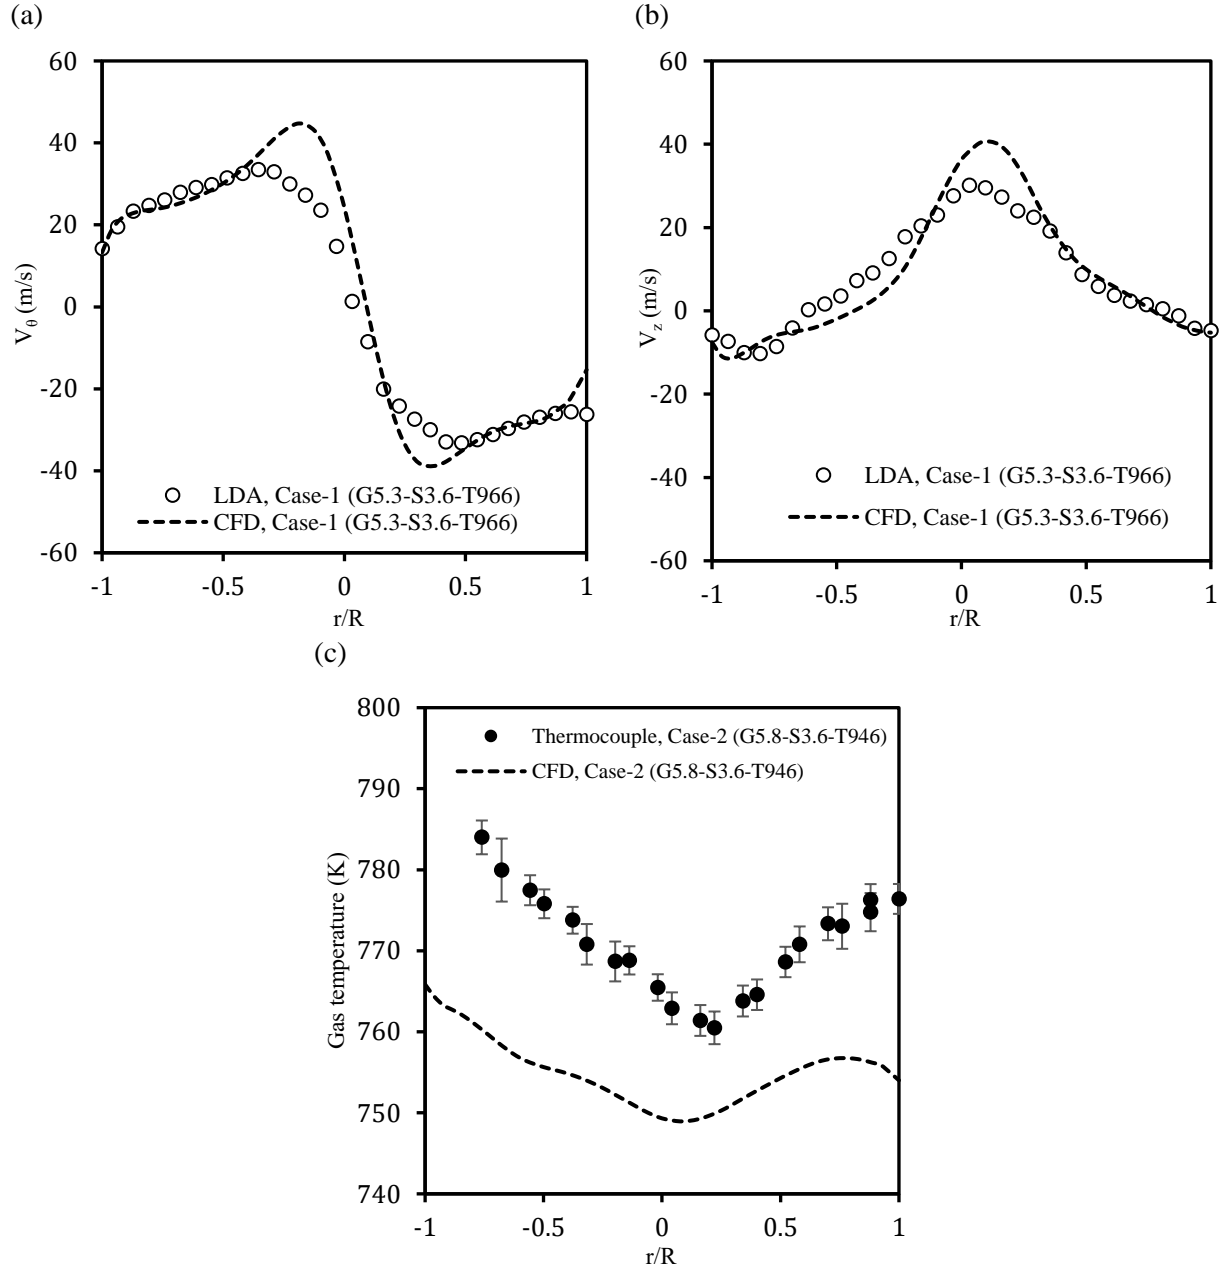 (a)
60
40
20
0
-20
-40
-60
V_θ (m/s)
LDA, Case-1 (G5.3-S3.6-T966)
CFD, Case-1 (G5.3-S3.6-T966)
-1 -0.5 0 0.5 1
r/R
(b)
60
40
20
0
-20
-40
-60
V_z (m/s)
LDA, Case-1 (G5.3-S3.6-T966)
CFD, Case-1 (G5.3-S3.6-T966)
-1 -0.5 0 0.5 1
r/R
(c)
800
790
780
770
760
750
740
Gas temperature (K)
Thermocouple, Case-2 (G5.8-S3.6-T946)
CFD, Case-2 (G5.8-S3.6-T946)
-1 -0.5 0 0.5 1
r/R